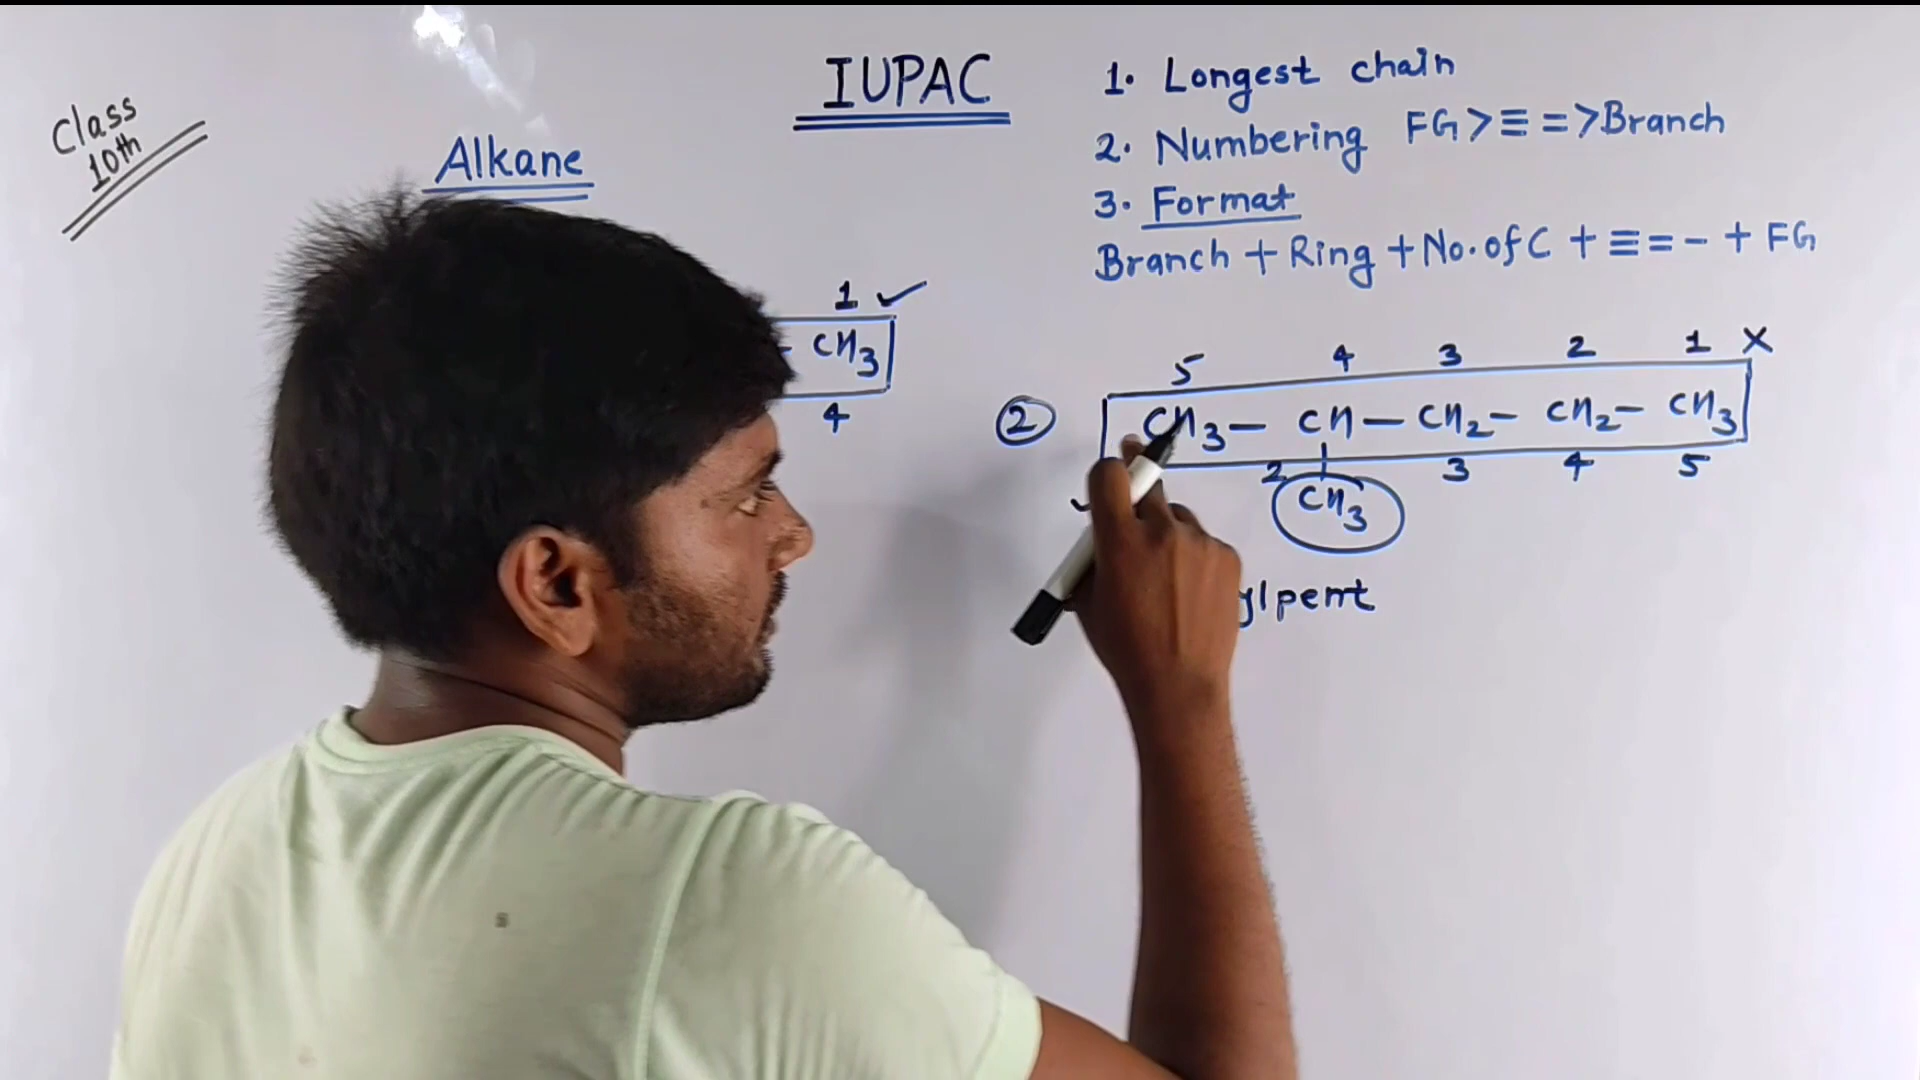 Class
10th
Alkane
IUPAC
1. Longest chain
2. Numbering FG > ≡ = > Branch
3. Format
Branch + Ring + No. of C + ≡ = - + FG
1 ✓
- CH3
4
5 4 3 2 1 X
② CH3 - CH - CH2 - CH2 - CH3
2 3 4 5
CH3
ylpent